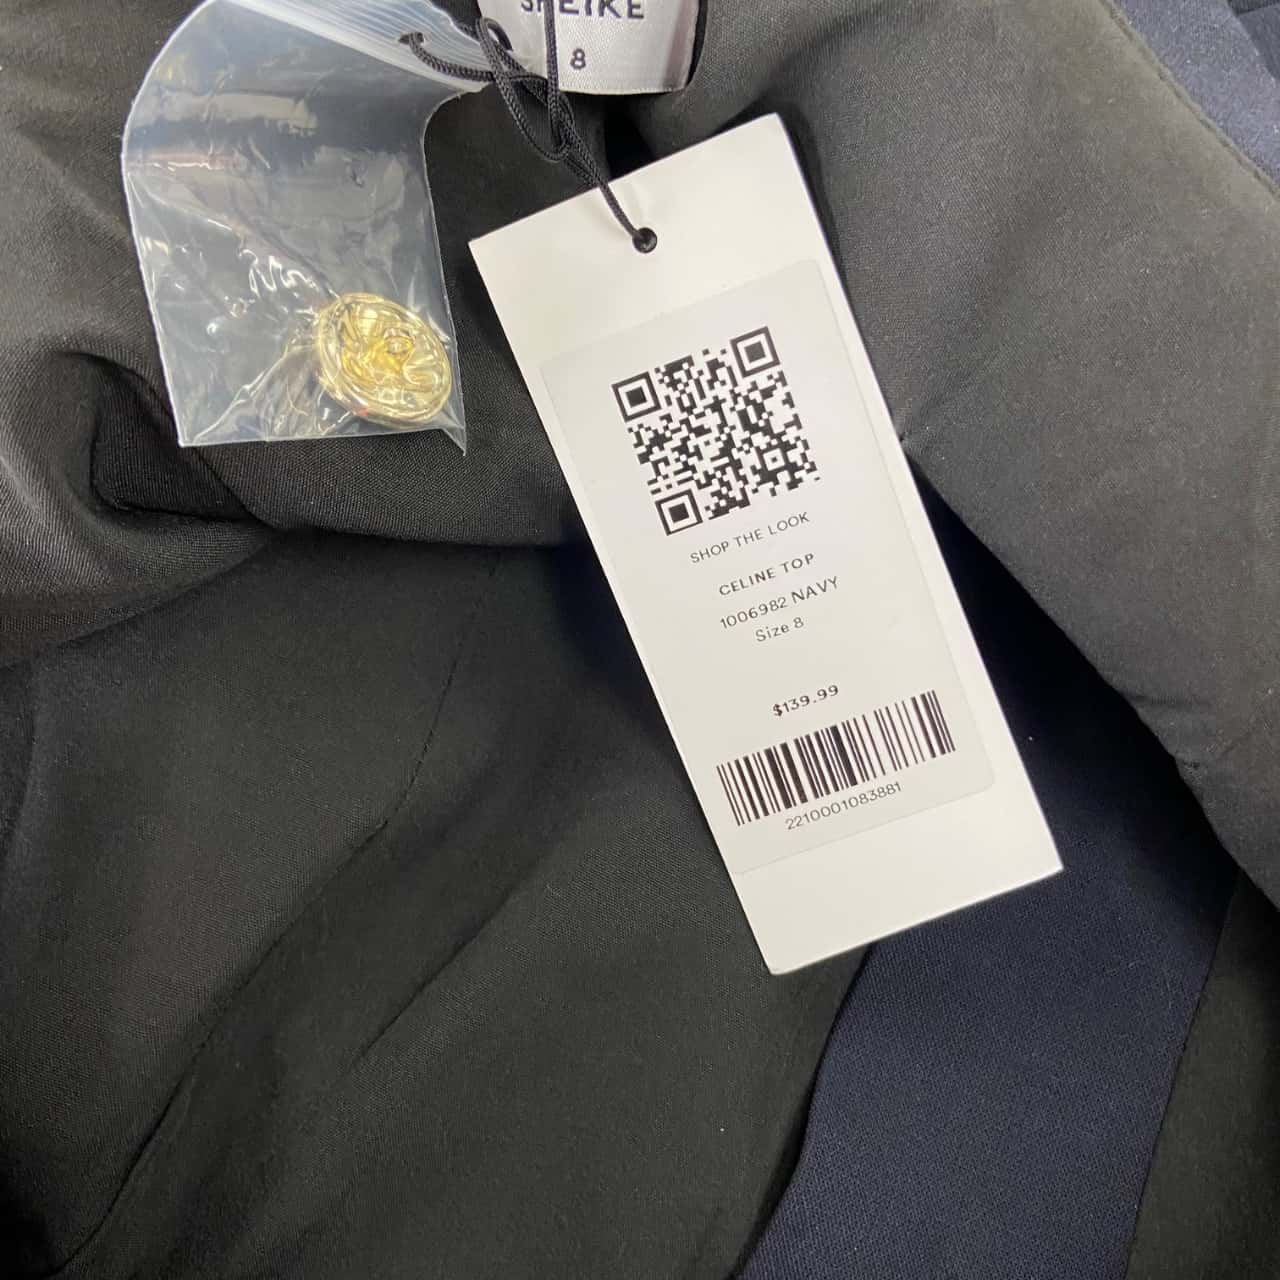 SHEIKE
8
SHOP THE LOOK
CELINE TOP
1006982 NAVY
Size 8
$139.99
2210001083881